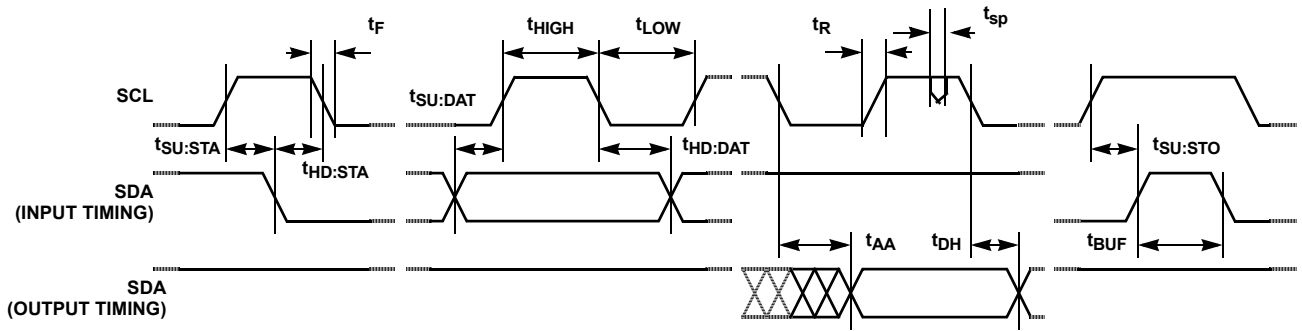 tF
tHIGH
tLOW
tR
tsp
SCL
tSU:DAT
tSU:STA
tHD:STA
tHD:DAT
tSU:STO
SDA
(INPUT TIMING)
tAA
tDH
tBUF
SDA
(OUTPUT TIMING)